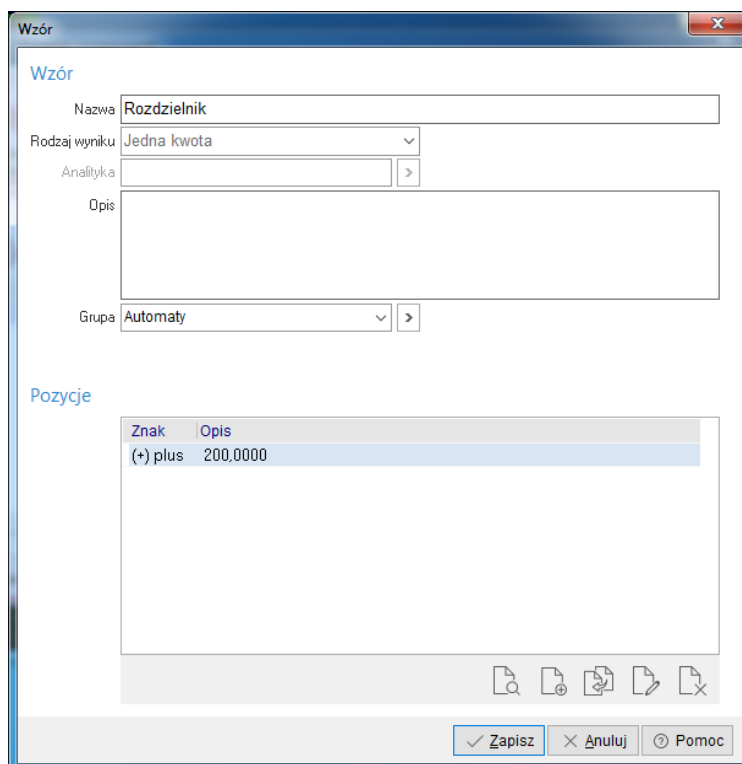 Wzór
Wzór
Nazwa Rozdzielnik
Rodzaj wyniku Jedna kwota
Analityka
Opis
Grupa Automaty
Pozycje
Znak Opis
(+) plus 200,0000
Zapisz Anuluj Pomoc